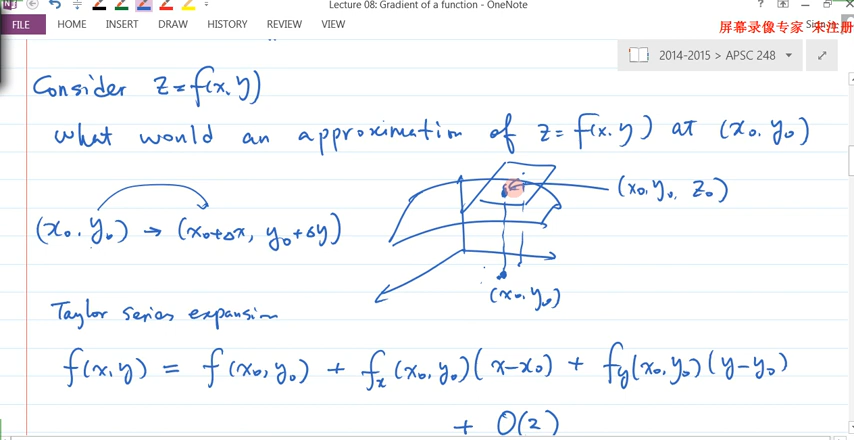 Lecture 08: Gradient of a function - OneNote
FILE HOME INSERT DRAW HISTORY REVIEW VIEW
屏幕录像专家 未注册
2014-2015 > APSC 248
Consider z = f(x, y)
what would an approximation of z = f(x, y) at (x₀, y₀)
(x₀, y₀, z₀)
(x₀, y₀) → (x₀+Δx, y₀+Δy)
(x₀, y₀)
Taylor series expansion
f(x, y) = f(x₀, y₀) + fₓ(x₀, y₀)(x-x₀) + fy(x₀, y₀)(y-y₀)
+ O(2)